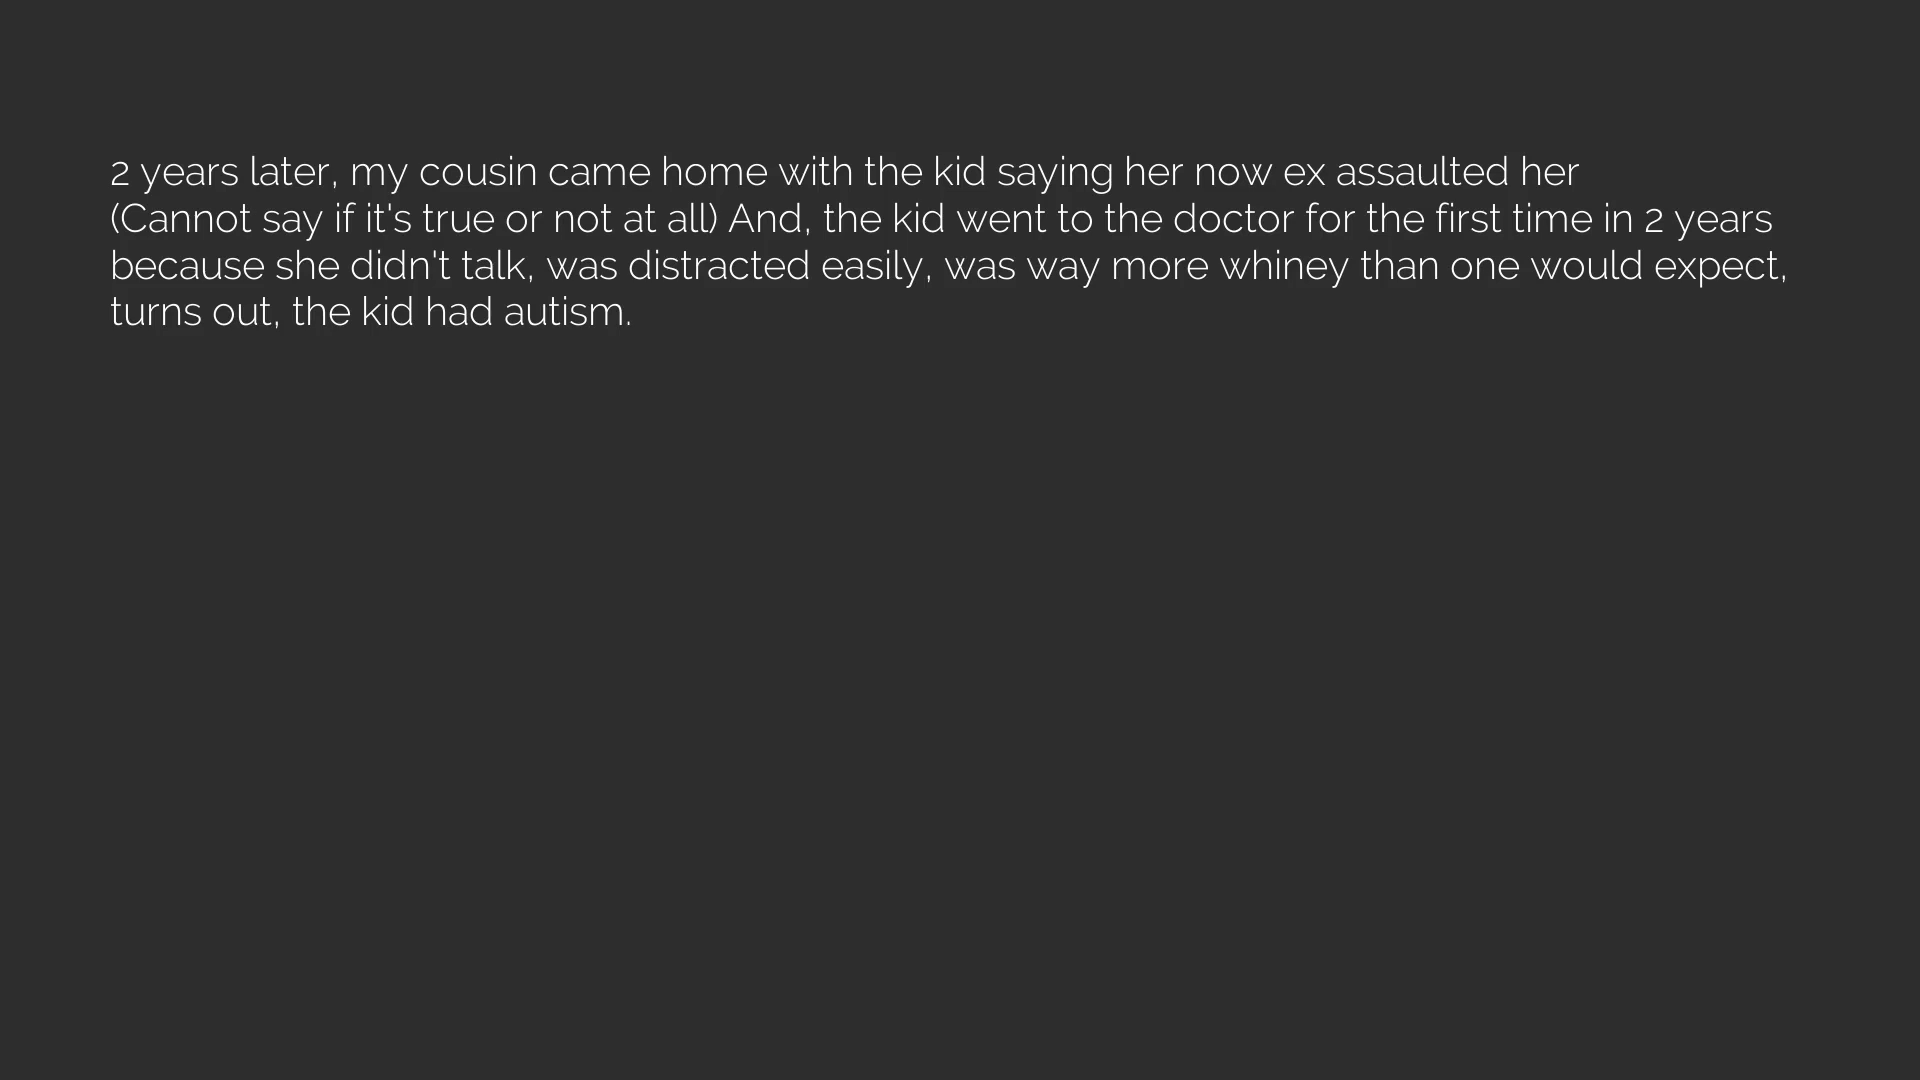 2 years later, my cousin came home with the kid saying her now ex assaulted her
(Cannot say if it's true or not at all) And, the kid went to the doctor for the first time in 2 years
because she didn't talk, was distracted easily, was way more whiney than one would expect,
turns out, the kid had autism.